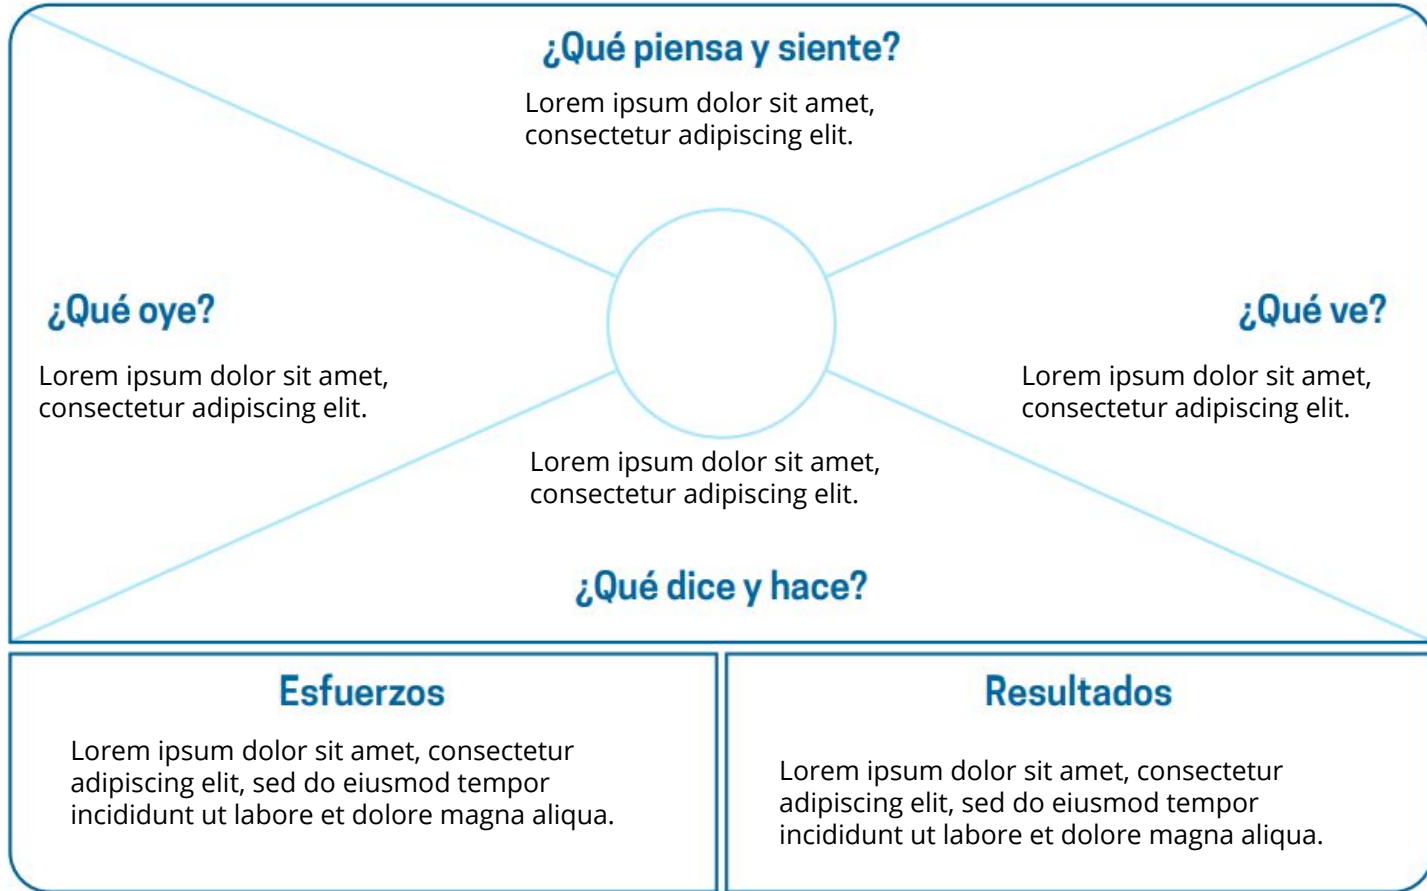 ¿Qué piensa y siente?
Lorem ipsum dolor sit amet,
consectetur adipiscing elit.
¿Qué oye?
Lorem ipsum dolor sit amet,
consectetur adipiscing elit.
¿Qué ve?
Lorem ipsum dolor sit amet,
consectetur adipiscing elit.
Lorem ipsum dolor sit amet,
consectetur adipiscing elit.
¿Qué dice y hace?
Esfuerzos
Lorem ipsum dolor sit amet, consectetur
adipiscing elit, sed do eiusmod tempor
incididunt ut labore et dolore magna aliqua.
Resultados
Lorem ipsum dolor sit amet, consectetur
adipiscing elit, sed do eiusmod tempor
incididunt ut labore et dolore magna aliqua.